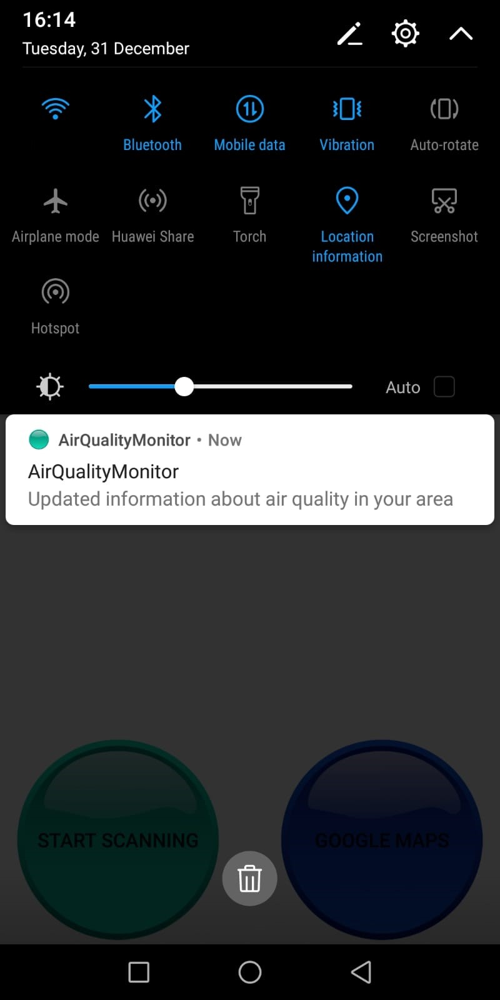 16:14
Tuesday, 31 December
Bluetooth
Mobile data
Vibration
Auto-rotate
Airplane mode
Huawei Share
Torch
Location
information
Screenshot
Hotspot
Auto
AirQualityMonitor • Now
AirQualityMonitor
Updated information about air quality in your area
START SCANNING
GOOGLE MAPS